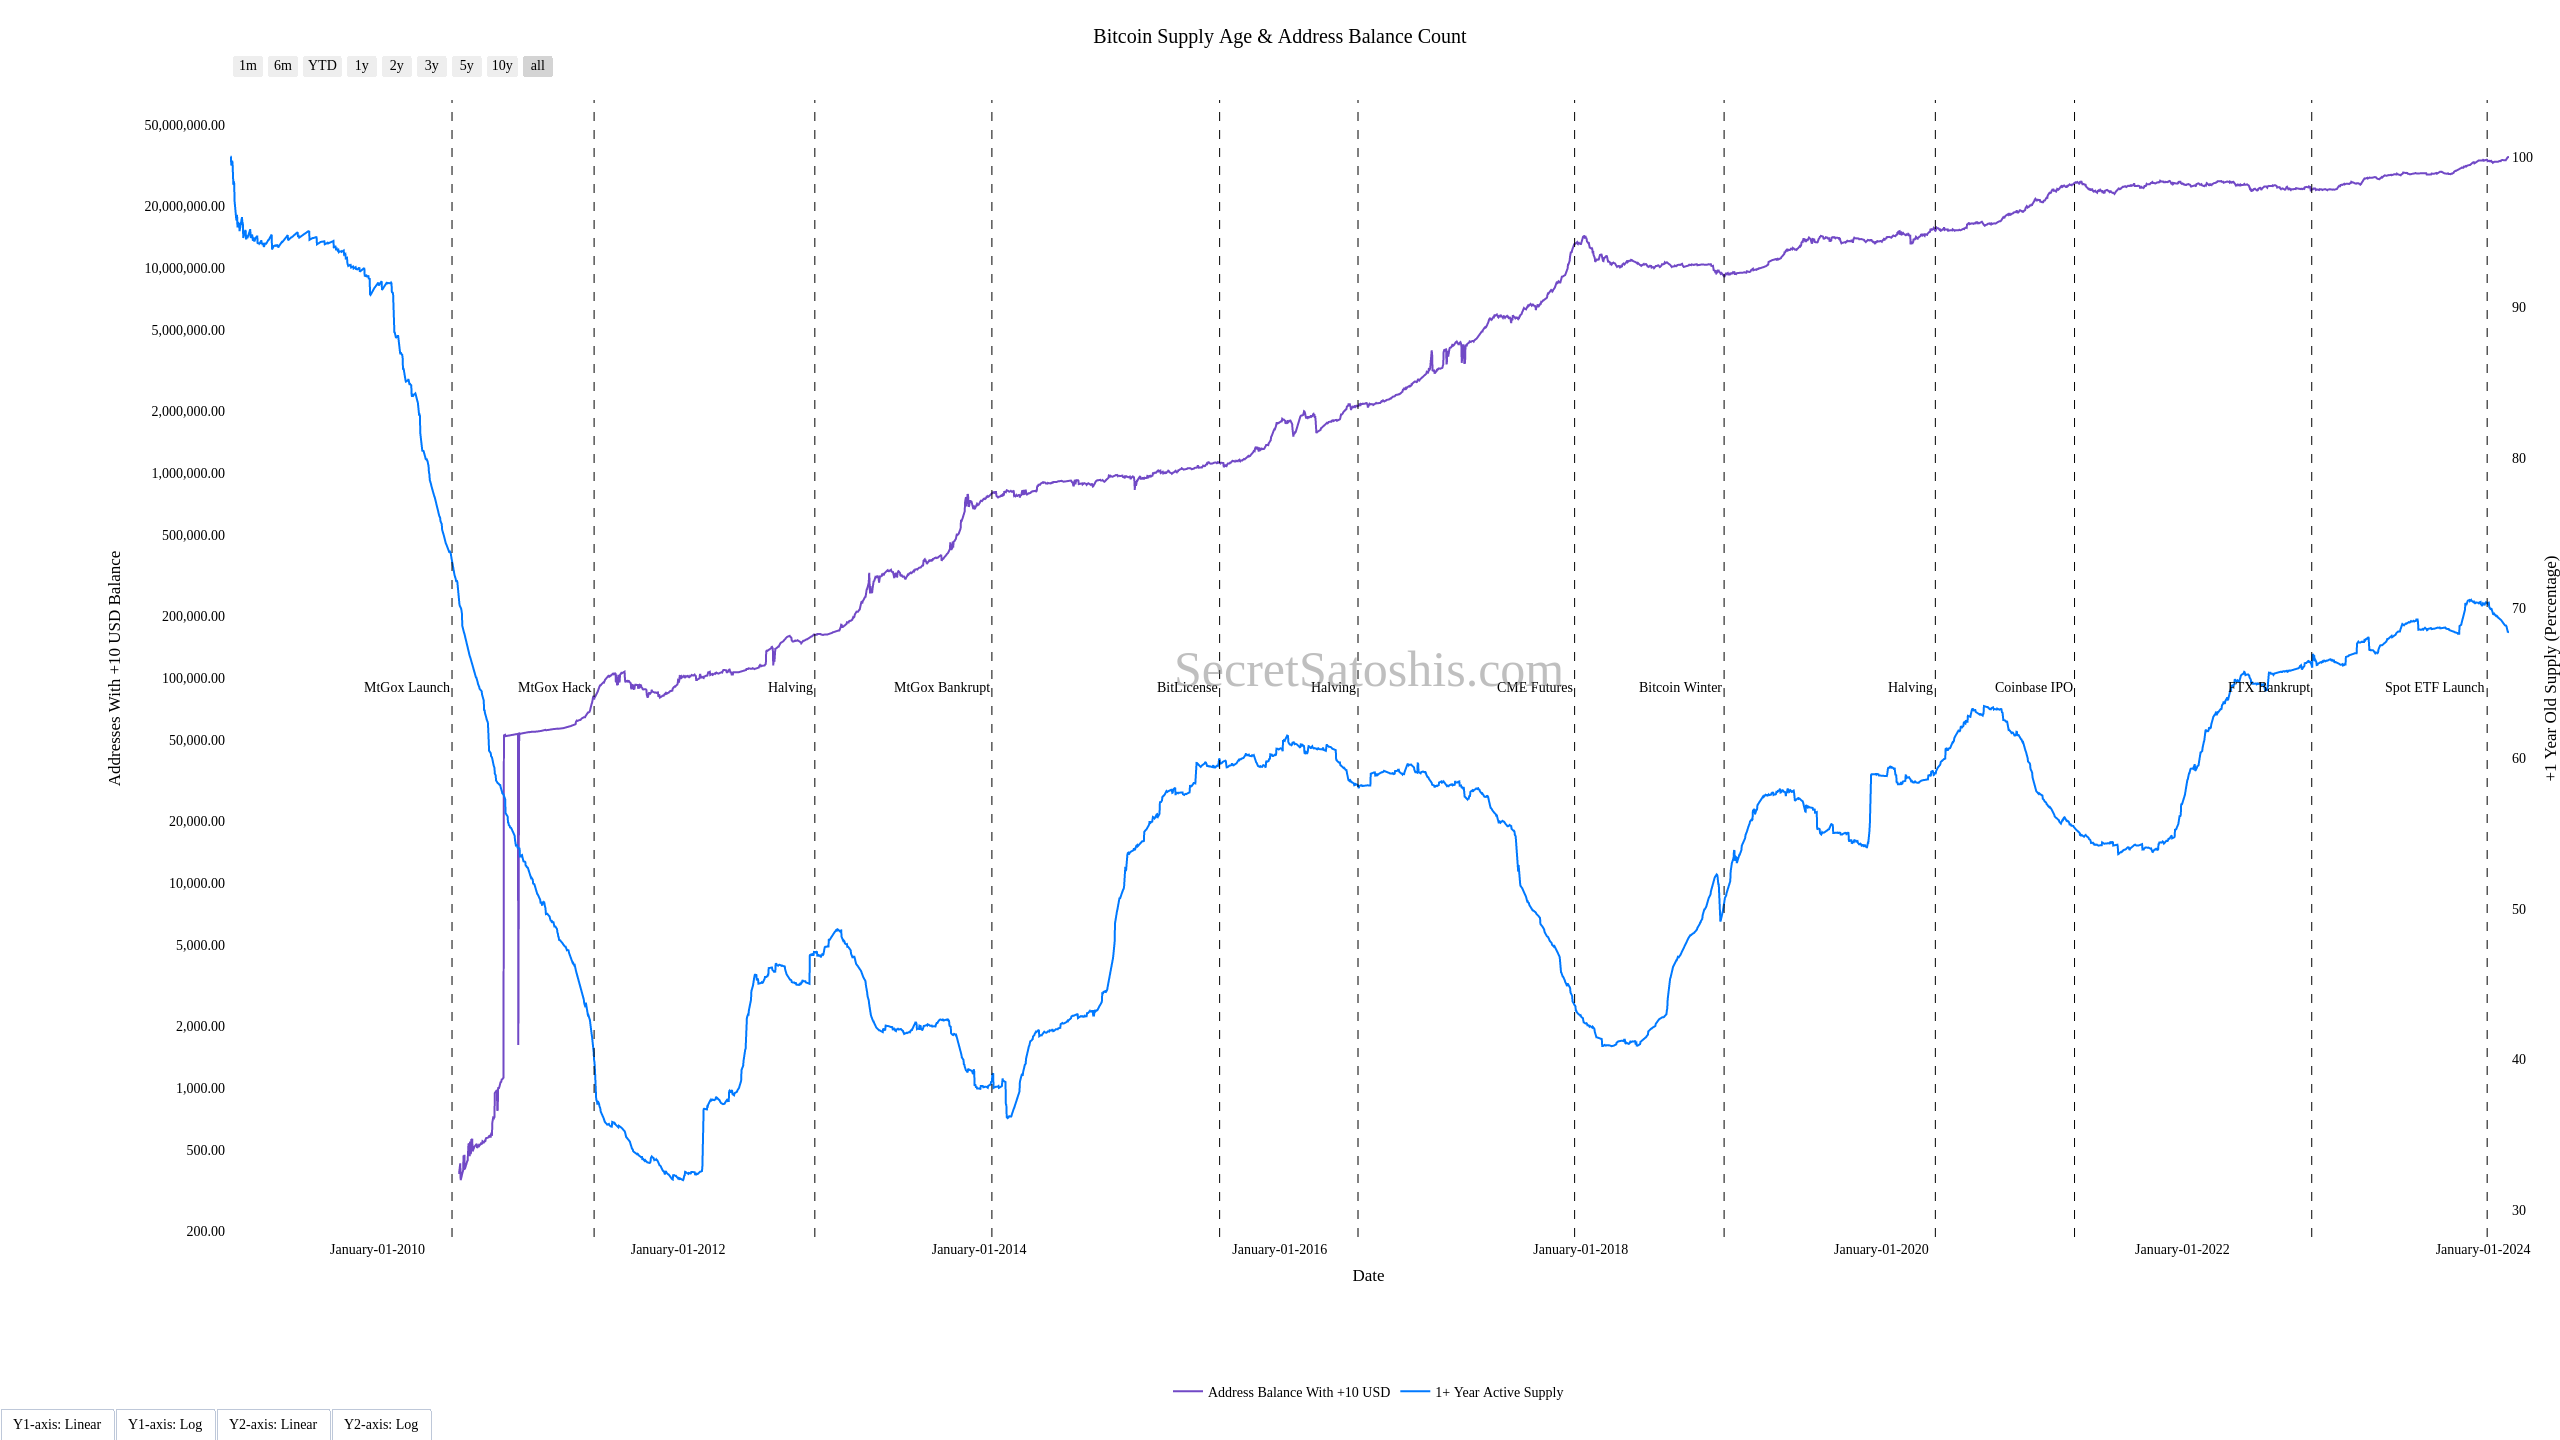 Bitcoin Supply Age & Address Balance Count
1m 6m YTD 1y 2y 3y 5y 10y all
50,000,000.00
20,000,000.00
10,000,000.00
5,000,000.00
2,000,000.00
1,000,000.00
500,000.00
200,000.00
100,000.00
50,000.00
20,000.00
10,000.00
5,000.00
2,000.00
1,000.00
500.00
200.00
Addresses With +10 USD Balance
100
90
80
70
60
50
40
30
+1 Year Old Supply (Percentage)
SecretSatoshis.com
MtGox Launch MtGox Hack Halving MtGox Bankrupt BitLicense Halving CME Futures Bitcoin Winter Halving Coinbase IPO FTX Bankrupt Spot ETF Launch
January-01-2010 January-01-2012 January-01-2014 January-01-2016 January-01-2018 January-01-2020 January-01-2022 January-01-2024
Date
Address Balance With +10 USD 1+ Year Active Supply
Y1-axis: Linear Y1-axis: Log Y2-axis: Linear Y2-axis: Log